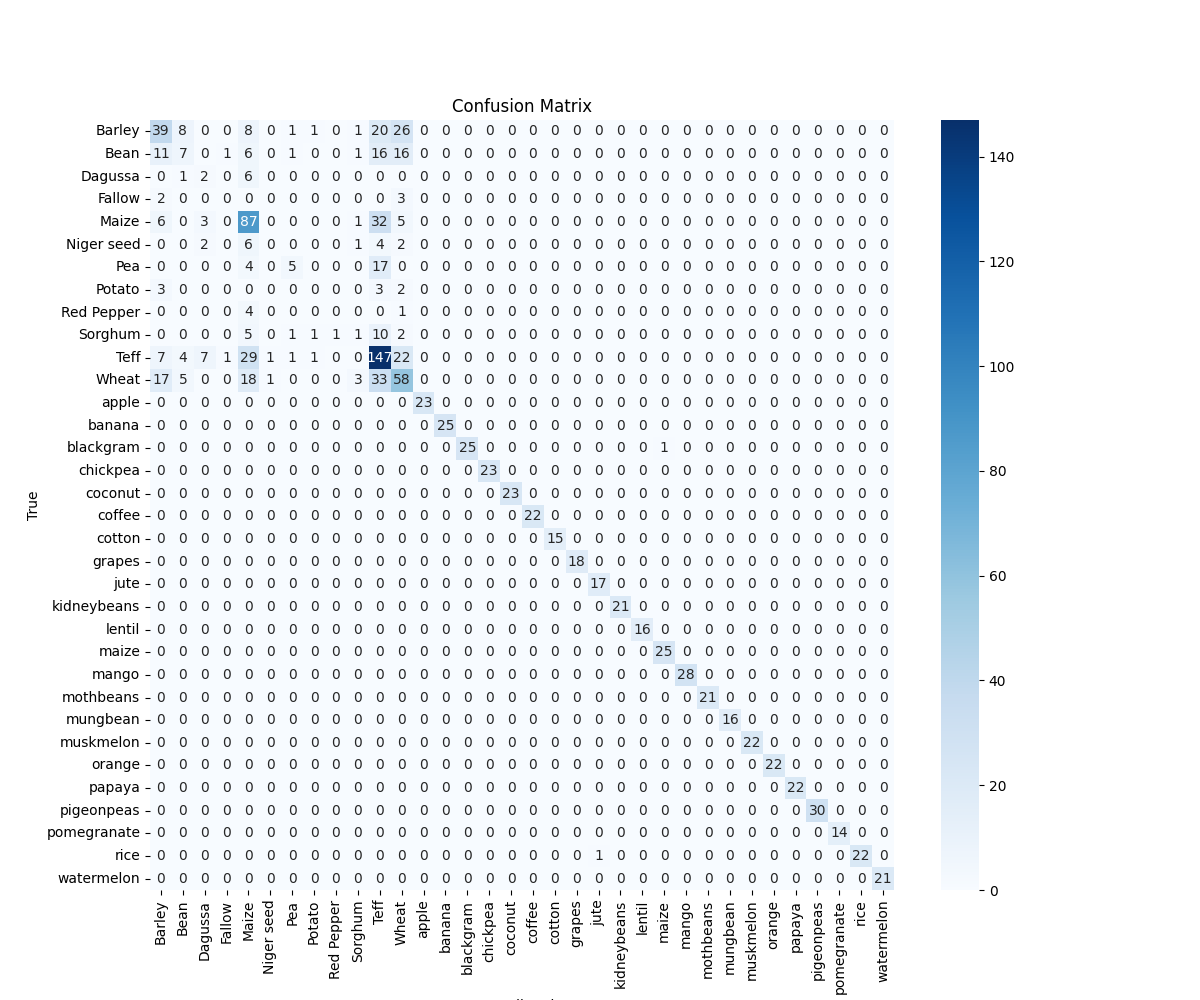 Confusion Matrix
Barley 39 8 0 0 8 0 1 1 0 1 20 26 0 0 0 0 0 0 0 0 0 0 0 0 0 0 0 0 0 0 0 0 0 0
Bean 11 7 0 1 6 0 1 0 0 1 16 16 0 0 0 0 0 0 0 0 0 0 0 0 0 0 0 0 0 0 0 0 0 0
Dagussa 0 1 2 0 6 0 0 0 0 0 0 0 0 0 0 0 0 0 0 0 0 0 0 0 0 0 0 0 0 0 0 0 0 0
Fallow 2 0 0 0 0 0 0 0 0 0 0 3 0 0 0 0 0 0 0 0 0 0 0 0 0 0 0 0 0 0 0 0 0 0
Maize 6 0 3 0 87 0 0 0 0 1 32 5 0 0 0 0 0 0 0 0 0 0 0 0 0 0 0 0 0 0 0 0 0 0
Niger seed 0 0 2 0 6 0 0 0 0 1 4 2 0 0 0 0 0 0 0 0 0 0 0 0 0 0 0 0 0 0 0 0 0 0
Pea 0 0 0 0 4 0 5 0 0 0 17 0 0 0 0 0 0 0 0 0 0 0 0 0 0 0 0 0 0 0 0 0 0 0
Potato 3 0 0 0 0 0 0 0 0 0 3 2 0 0 0 0 0 0 0 0 0 0 0 0 0 0 0 0 0 0 0 0 0 0
Red Pepper 0 0 0 0 4 0 0 0 0 0 0 1 0 0 0 0 0 0 0 0 0 0 0 0 0 0 0 0 0 0 0 0 0 0
Sorghum 0 0 0 0 5 0 1 1 1 1 10 2 0 0 0 0 0 0 0 0 0 0 0 0 0 0 0 0 0 0 0 0 0 0
Teff 7 4 7 1 29 1 1 1 0 0 147 22 0 0 0 0 0 0 0 0 0 0 0 0 0 0 0 0 0 0 0 0 0 0
Wheat 17 5 0 0 18 1 0 0 0 3 33 58 0 0 0 0 0 0 0 0 0 0 0 0 0 0 0 0 0 0 0 0 0 0
apple 0 0 0 0 0 0 0 0 0 0 0 0 23 0 0 0 0 0 0 0 0 0 0 0 0 0 0 0 0 0 0 0 0 0
banana 0 0 0 0 0 0 0 0 0 0 0 0 0 25 0 0 0 0 0 0 0 0 0 0 0 0 0 0 0 0 0 0 0 0
blackgram 0 0 0 0 0 0 0 0 0 0 0 0 0 0 25 0 0 0 0 0 0 0 0 1 0 0 0 0 0 0 0 0 0 0
chickpea 0 0 0 0 0 0 0 0 0 0 0 0 0 0 0 23 0 0 0 0 0 0 0 0 0 0 0 0 0 0 0 0 0 0
coconut 0 0 0 0 0 0 0 0 0 0 0 0 0 0 0 0 23 0 0 0 0 0 0 0 0 0 0 0 0 0 0 0 0 0
coffee 0 0 0 0 0 0 0 0 0 0 0 0 0 0 0 0 0 22 0 0 0 0 0 0 0 0 0 0 0 0 0 0 0 0
cotton 0 0 0 0 0 0 0 0 0 0 0 0 0 0 0 0 0 0 15 0 0 0 0 0 0 0 0 0 0 0 0 0 0 0
grapes 0 0 0 0 0 0 0 0 0 0 0 0 0 0 0 0 0 0 0 18 0 0 0 0 0 0 0 0 0 0 0 0 0 0
jute 0 0 0 0 0 0 0 0 0 0 0 0 0 0 0 0 0 0 0 0 17 0 0 0 0 0 0 0 0 0 0 0 0 0
kidneybeans 0 0 0 0 0 0 0 0 0 0 0 0 0 0 0 0 0 0 0 0 0 21 0 0 0 0 0 0 0 0 0 0 0 0
lentil 0 0 0 0 0 0 0 0 0 0 0 0 0 0 0 0 0 0 0 0 0 0 16 0 0 0 0 0 0 0 0 0 0 0
maize 0 0 0 0 0 0 0 0 0 0 0 0 0 0 0 0 0 0 0 0 0 0 0 25 0 0 0 0 0 0 0 0 0 0
mango 0 0 0 0 0 0 0 0 0 0 0 0 0 0 0 0 0 0 0 0 0 0 0 0 28 0 0 0 0 0 0 0 0 0
mothbeans 0 0 0 0 0 0 0 0 0 0 0 0 0 0 0 0 0 0 0 0 0 0 0 0 0 21 0 0 0 0 0 0 0 0
mungbean 0 0 0 0 0 0 0 0 0 0 0 0 0 0 0 0 0 0 0 0 0 0 0 0 0 0 16 0 0 0 0 0 0 0
muskmelon 0 0 0 0 0 0 0 0 0 0 0 0 0 0 0 0 0 0 0 0 0 0 0 0 0 0 0 22 0 0 0 0 0 0
orange 0 0 0 0 0 0 0 0 0 0 0 0 0 0 0 0 0 0 0 0 0 0 0 0 0 0 0 0 22 0 0 0 0 0
papaya 0 0 0 0 0 0 0 0 0 0 0 0 0 0 0 0 0 0 0 0 0 0 0 0 0 0 0 0 0 22 0 0 0 0
pigeonpeas 0 0 0 0 0 0 0 0 0 0 0 0 0 0 0 0 0 0 0 0 0 0 0 0 0 0 0 0 0 0 30 0 0 0
pomegranate 0 0 0 0 0 0 0 0 0 0 0 0 0 0 0 0 0 0 0 0 0 0 0 0 0 0 0 0 0 0 0 14 0 0
rice 0 0 0 0 0 0 0 0 0 0 0 0 0 0 0 0 0 0 0 0 1 0 0 0 0 0 0 0 0 0 0 0 22 0
watermelon 0 0 0 0 0 0 0 0 0 0 0 0 0 0 0 0 0 0 0 0 0 0 0 0 0 0 0 0 0 0 0 0 0 21
True
Barley
Bean
Dagussa
Fallow
Maize
Niger seed
Pea
Potato
Red Pepper
Sorghum
Teff
Wheat
apple
banana
blackgram
chickpea
coconut
coffee
cotton
grapes
jute
kidneybeans
lentil
maize
mango
mothbeans
mungbean
muskmelon
orange
papaya
pigeonpeas
pomegranate
rice
watermelon
140
120
100
80
60
40
20
0